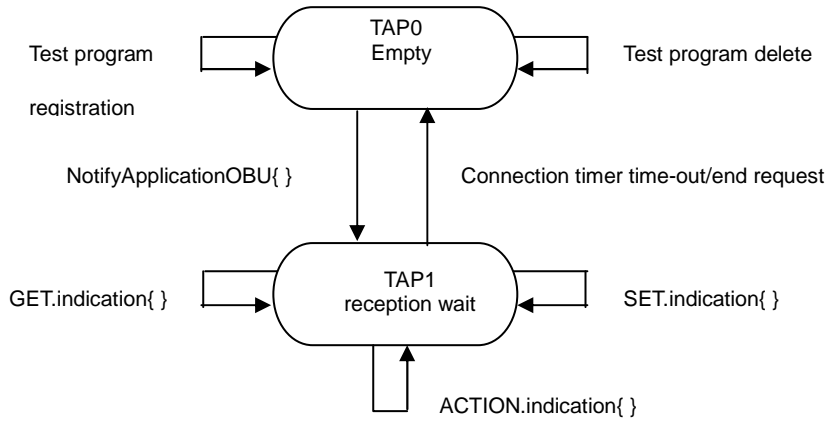 TAP0
Empty
Test program
registration
Test program delete
NotifyApplicationOBU{ }
Connection timer time-out/end request
TAP1
reception wait
GET.indication{ }
SET.indication{ }
ACTION.indication{ }